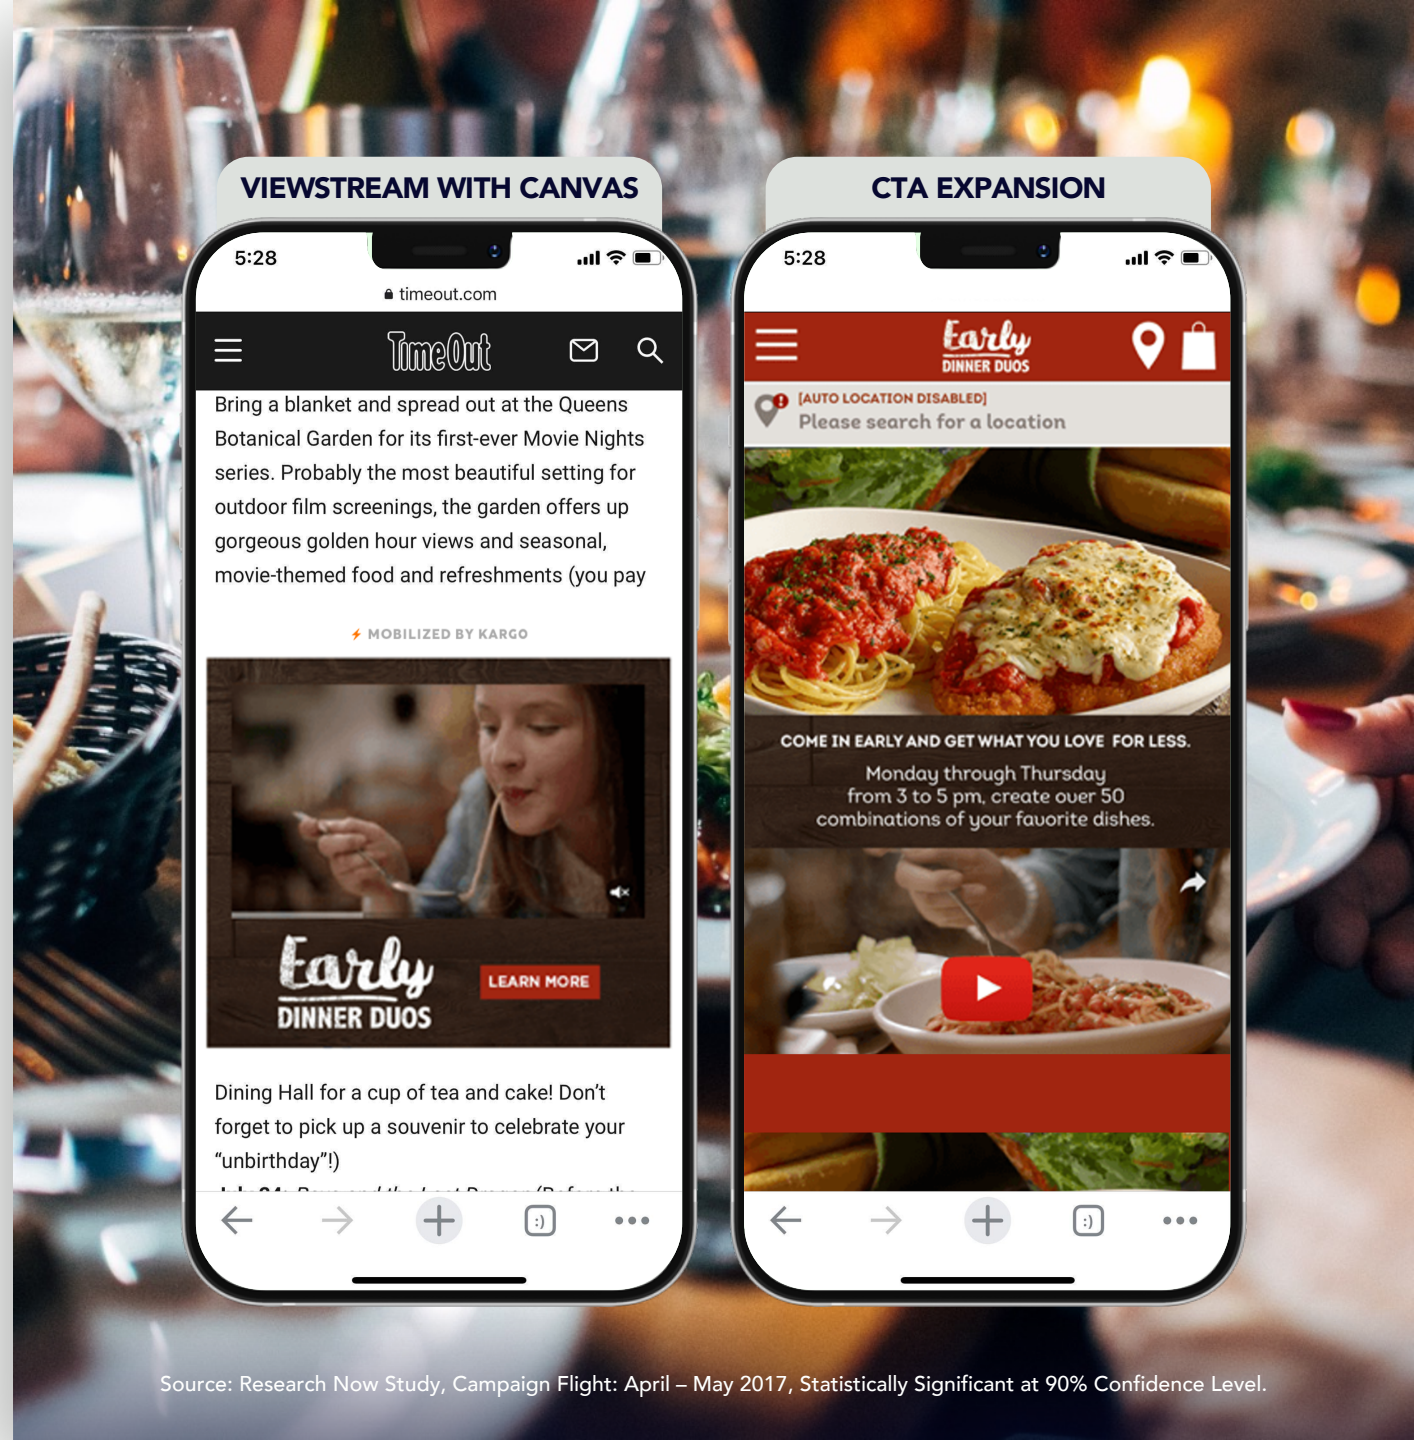 VIEWSTREAM WITH CANVAS
5:28
timeout.com
TimeOut
Bring a blanket and spread out at the Queens
Botanical Garden for its first-ever Movie Nights
series. Probably the most beautiful setting for
outdoor film screenings, the garden offers up
gorgeous golden hour views and seasonal,
movie-themed food and refreshments (you pay
MOBILIZED BY KARGO
Early
DINNER DUOS
LEARN MORE
Dining Hall for a cup of tea and cake! Don’t
forget to pick up a souvenir to celebrate your
“unbirthday”!)
:)
CTA EXPANSION
5:28
Early
DINNER DUOS
[AUTO LOCATION DISABLED]
Please search for a location
COME IN EARLY AND GET WHAT YOU LOVE FOR LESS.
Monday through Thursday
from 3 to 5 pm, create over 50
combinations of your favorite dishes.
:)
Source: Research Now Study, Campaign Flight: April – May 2017, Statistically Significant at 90% Confidence Level.